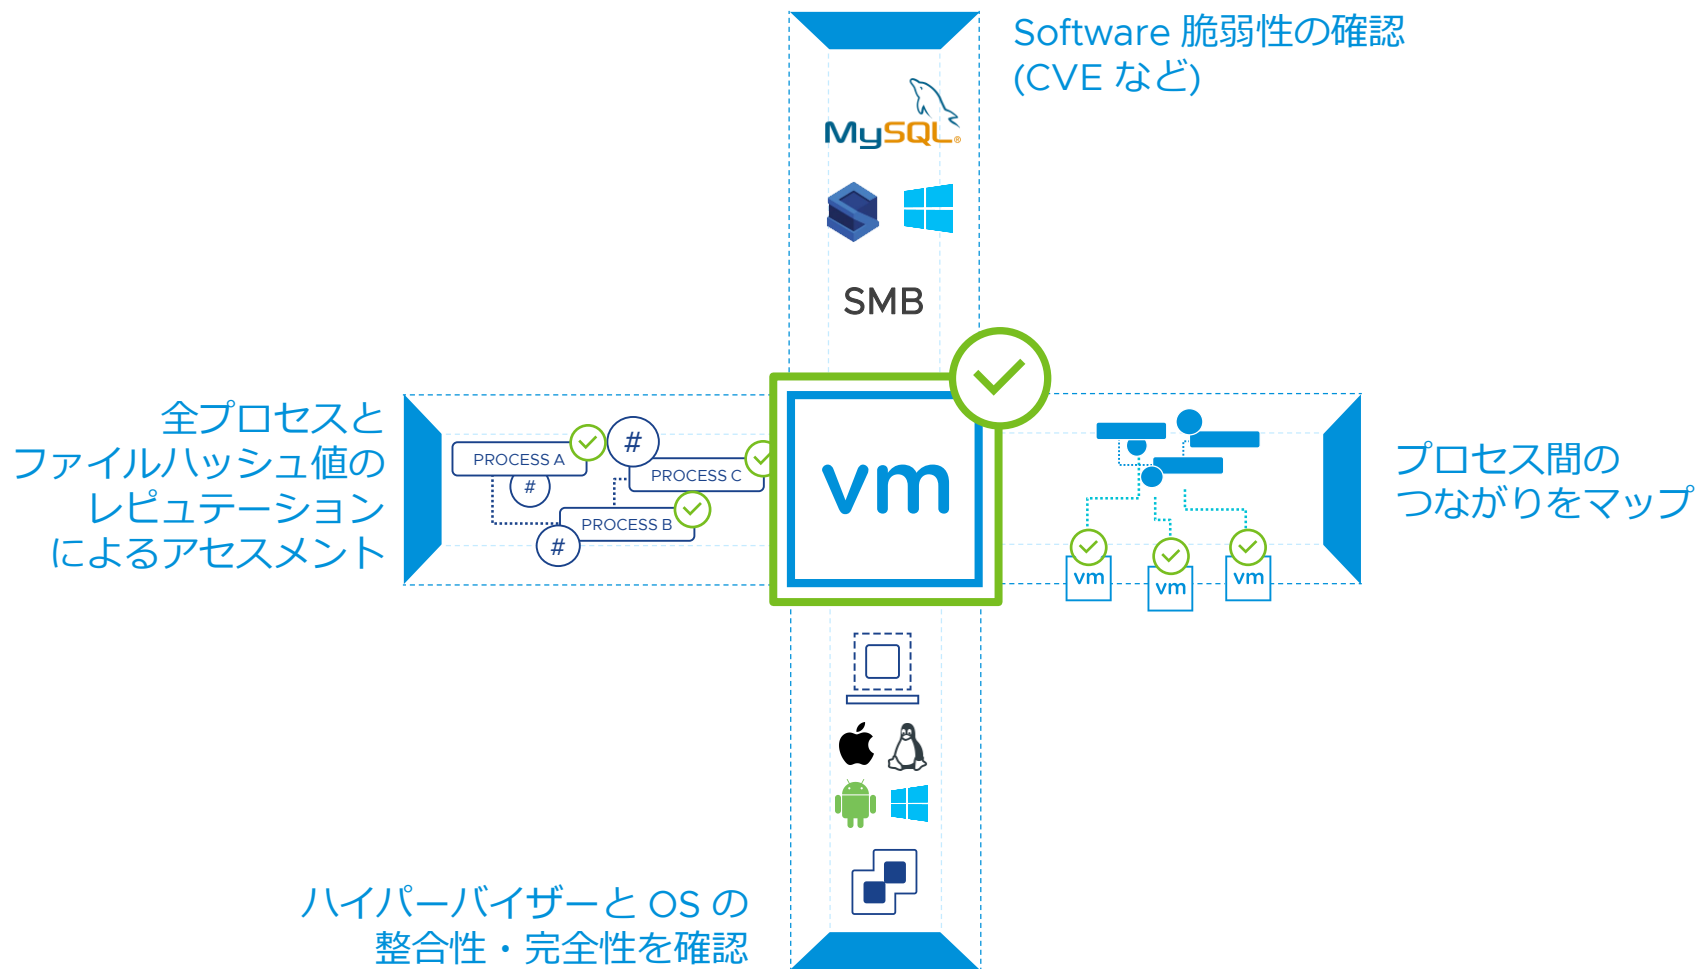 Software 脆弱性の確認
(CVE など)
MySQL®
SMB
全プロセスと
ファイルハッシュ値の
レピュテーション
によるアセスメント
PROCESS A
#
#
PROCESS C
PROCESS B
#
vm
プロセス間の
つながりをマップ
vm
vm
vm
ハイパーバイザーと OS の
整合性・完全性を確認